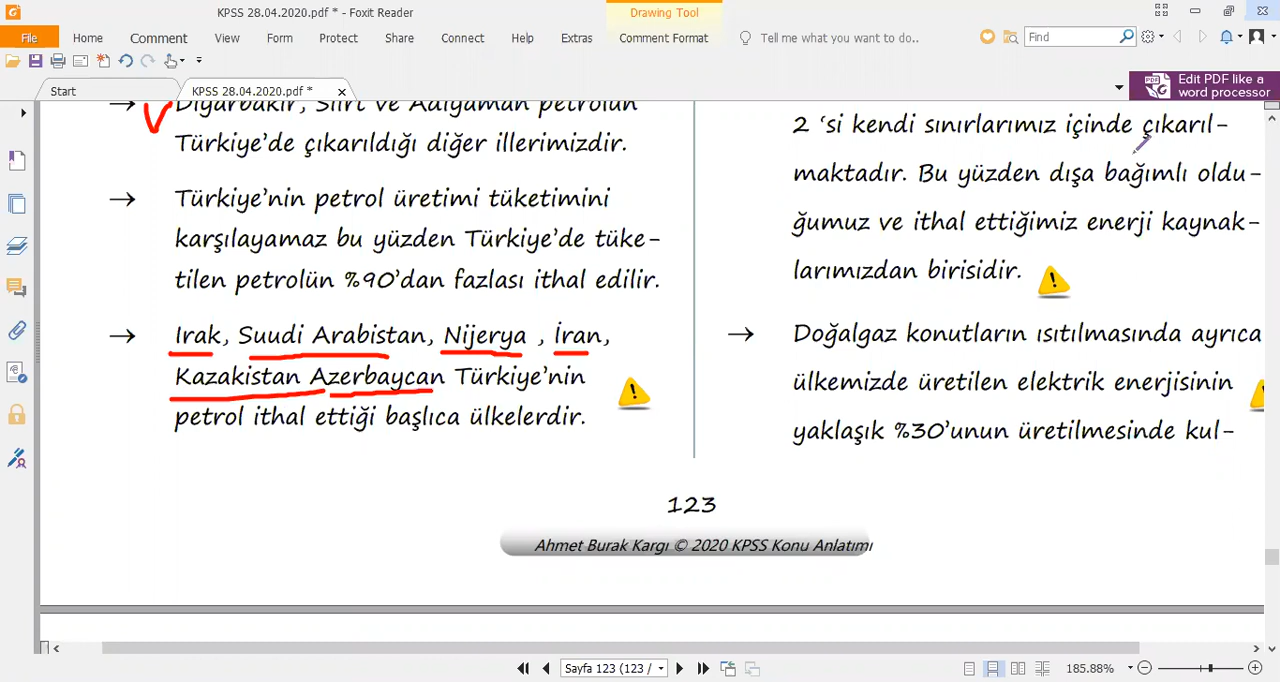 KPSS 28.04.2020.pdf * - Foxit Reader
Drawing Tool
File Home Comment View Form Protect Share Connect Help Extras Comment Format Tell me what you want to do.. Find
Start KPSS 28.04.2020.pdf *
Edit PDF like a
word processor
→ Diyarbakır, Siirt ve Adıyaman petrolün
Türkiye’de çıkarıldığı diğer illerimizdir.
→ Türkiye’nin petrol üretimi tüketimini
karşılayamaz bu yüzden Türkiye’de tüke-
tilen petrolün %90’dan fazlası ithal edilir.
→ Irak, Suudi Arabistan, Nijerya , İran,
Kazakistan Azerbaycan Türkiye’nin
petrol ithal ettiği başlıca ülkelerdir.
2 ‘si kendi sınırlarımız içinde çıkarıl-
maktadır. Bu yüzden dışa bağımlı oldu-
ğumuz ve ithal ettiğimiz enerji kaynak-
larımızdan birisidir.
→ Doğalgaz konutların ısıtılmasında ayrıca
ülkemizde üretilen elektrik enerjisinin
yaklaşık %30’unun üretilmesinde kul-
123
Ahmet Burak Kargı © 2020 KPSS Konu Anlatımı
Sayfa 123 (123 / 185.88%